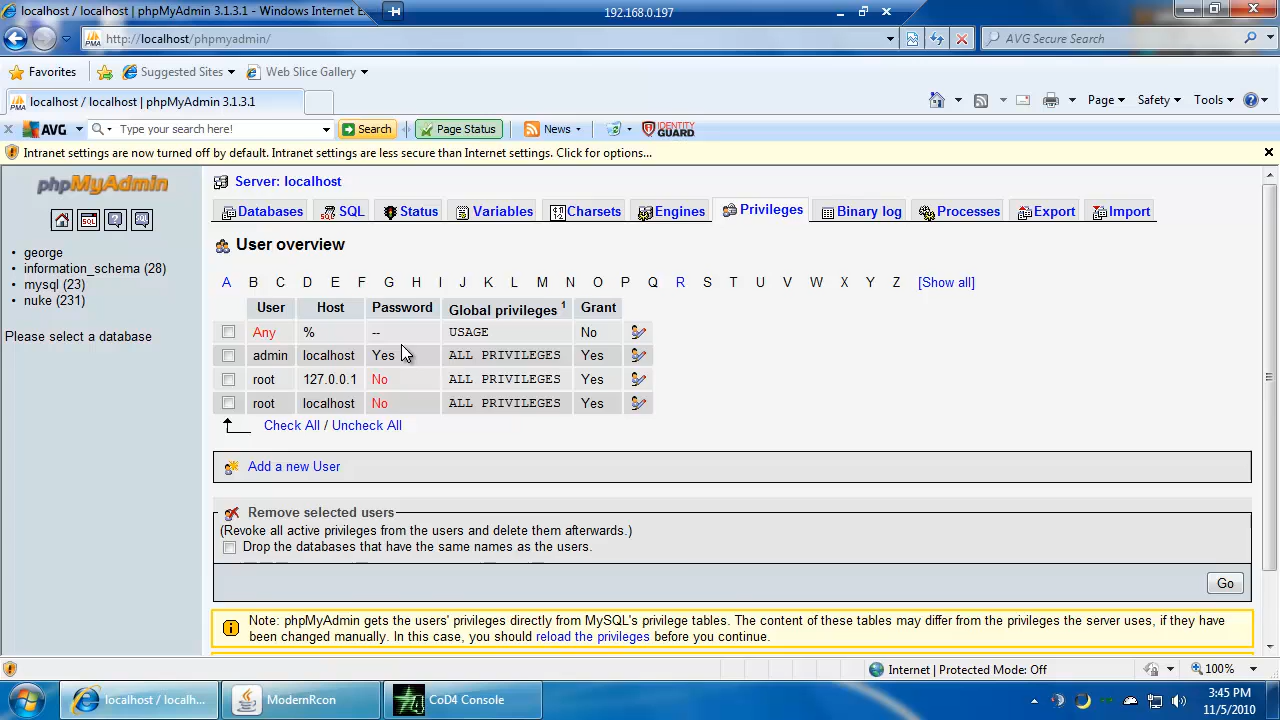 localhost / localhost | phpMyAdmin 3.1.3.1 - Windows Internet E
192.168.0.197
http://localhost/phpmyadmin/
AVG Secure Search
Favorites
Suggested Sites
Web Slice Gallery
localhost / localhost | phpMyAdmin 3.1.3.1
Page
Safety
Tools
AVG
Type your search here!
Search
Page Status
News
IDENTITY GUARD
Intranet settings are now turned off by default. Intranet settings are less secure than Internet settings. Click for options...
phpMyAdmin
SQL
george
information_schema (28)
mysql (23)
nuke (231)
Please select a database
Server: localhost
Databases SQL Status Variables Charsets Engines Privileges Binary log Processes Export Import
User overview
A B C D E F G H I J K L M N O P Q R S T U V W X Y Z [Show all]
User Host Password Global privileges 1 Grant
Any % -- USAGE No
admin localhost Yes ALL PRIVILEGES Yes
root 127.0.0.1 No ALL PRIVILEGES Yes
root localhost No ALL PRIVILEGES Yes
Check All / Uncheck All
Add a new User
Remove selected users
(Revoke all active privileges from the users and delete them afterwards.)
Drop the databases that have the same names as the users.
Go
Note: phpMyAdmin gets the users' privileges directly from MySQL's privilege tables. The content of these tables may differ from the privileges the server uses, if they have
been changed manually. In this case, you should reload the privileges before you continue.
Internet | Protected Mode: Off
100%
localhost / localh...
ModernRcon
CoD4 Console
3:45 PM
11/5/2010